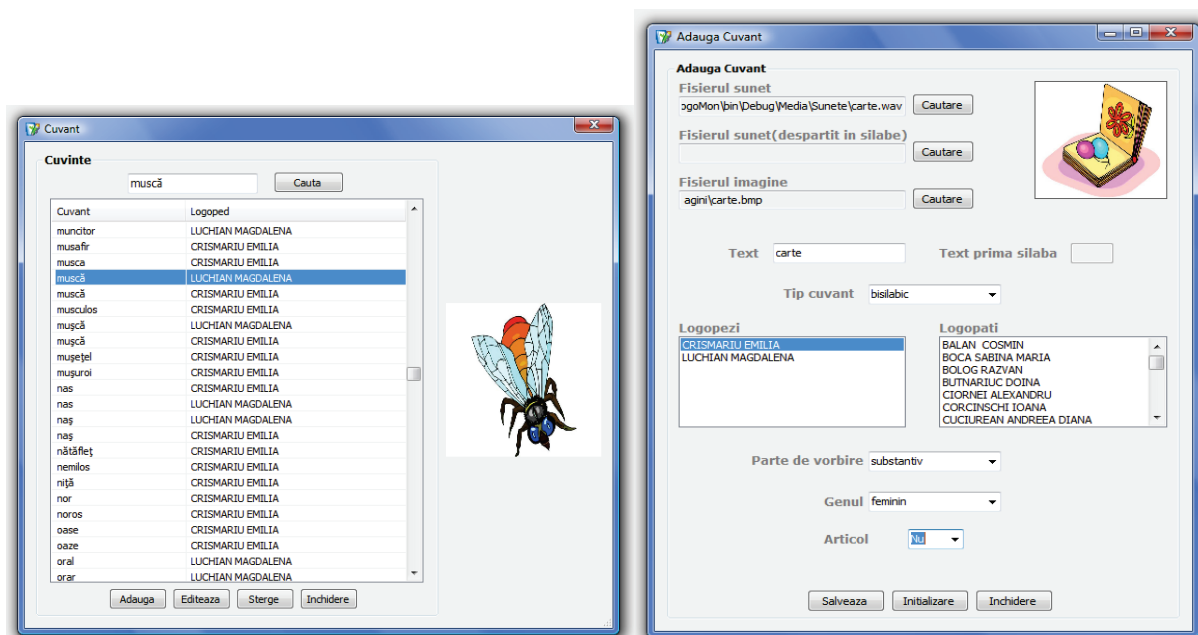 Cuvant
Cuvinte
muscă Cauta
Cuvant Logoped
muncitor LUCHIAN MAGDALENA
musafir CRISMARIU EMILIA
musca CRISMARIU EMILIA
muscă LUCHIAN MAGDALENA
muscă CRISMARIU EMILIA
musculos CRISMARIU EMILIA
muşcă LUCHIAN MAGDALENA
muşcă CRISMARIU EMILIA
muşeţel CRISMARIU EMILIA
muşuroi CRISMARIU EMILIA
nas CRISMARIU EMILIA
nas LUCHIAN MAGDALENA
naş LUCHIAN MAGDALENA
naş CRISMARIU EMILIA
nătăfleţ CRISMARIU EMILIA
nemilos CRISMARIU EMILIA
niţă CRISMARIU EMILIA
nor CRISMARIU EMILIA
noros CRISMARIU EMILIA
oase CRISMARIU EMILIA
oaze CRISMARIU EMILIA
oral LUCHIAN MAGDALENA
orar LUCHIAN MAGDALENA
Adauga Editeaza Sterge Inchidere
Adauga Cuvant
Adauga Cuvant
Fisierul sunet
ogoMon\bin\Debug\Media\Sunete\carte.wav Cautare
Fisierul sunet(despartit in silabe)
Cautare
Fisierul imagine
agini\carte.bmp Cautare
Text carte Text prima silaba
Tip cuvant bisilabic
Logopezi Logopati
CRISMARIU EMILIA BALAN COSMIN
LUCHIAN MAGDALENA BOCA SABINA MARIA
BOLOG RAZVAN
BUTNARIUC DOINA
CIORNEI ALEXANDRU
CORCINSCHI IOANA
CUCIUREAN ANDREEA DIANA
Parte de vorbire substantiv
Genul feminin
Articol Nu
Salveaza Initializare Inchidere